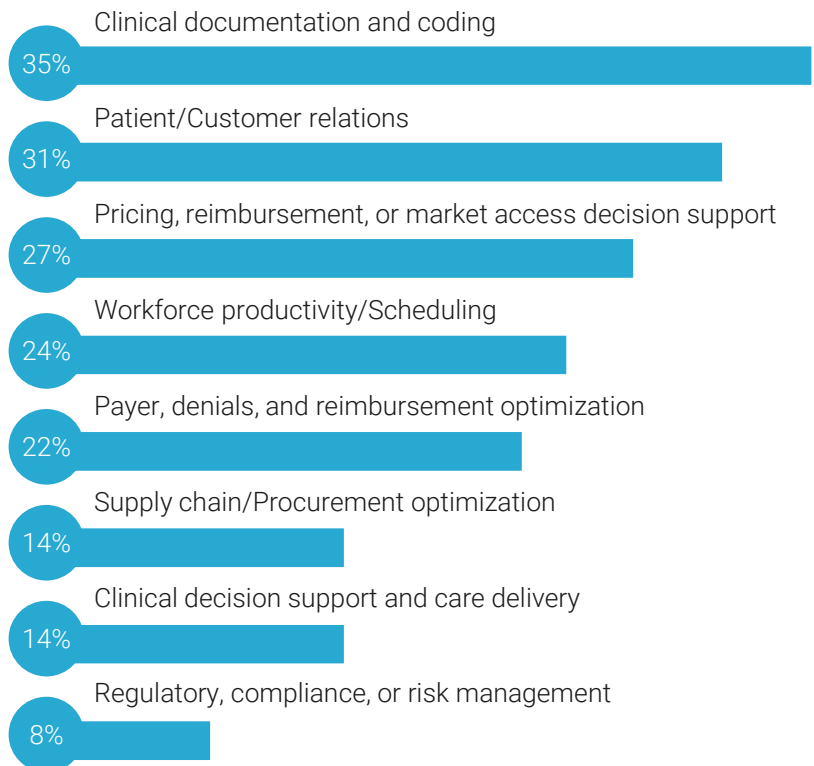 Clinical documentation and coding
35%
Patient/Customer relations
31%
Pricing, reimbursement, or market access decision support
27%
Workforce productivity/Scheduling
24%
Payer, denials, and reimbursement optimization
22%
Supply chain/Procurement optimization
14%
Clinical decision support and care delivery
14%
Regulatory, compliance, or risk management
8%